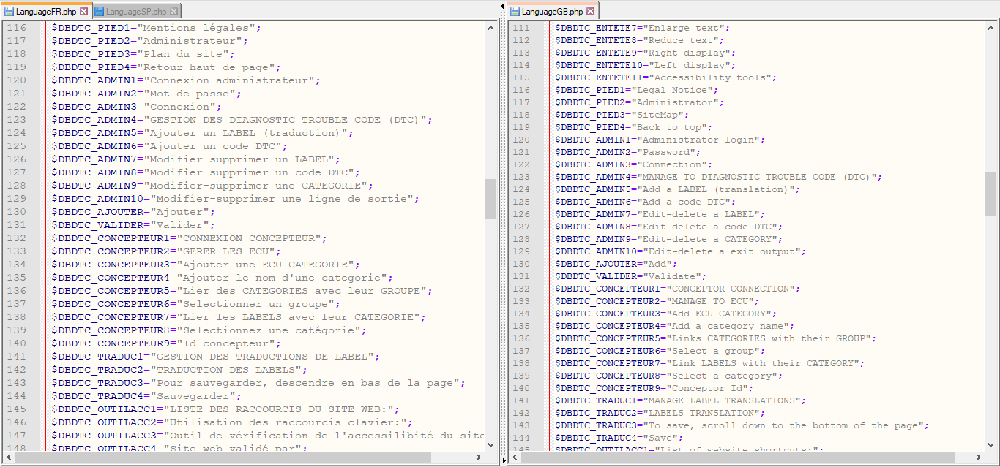 LanguageFR.php
LanguageSP.php
116 $DBDTC_PIED1="Mentions légales";
117 $DBDTC_PIED2="Administrateur";
118 $DBDTC_PIED3="Plan du site";
119 $DBDTC_PIED4="Retour haut de page";
120 $DBDTC_ADMIN1="Connexion administrateur";
121 $DBDTC_ADMIN2="Mot de passe";
122 $DBDTC_ADMIN3="Connexion";
123 $DBDTC_ADMIN4="GESTION DES DIAGNOSTIC TROUBLE CODE (DTC)";
124 $DBDTC_ADMIN5="Ajouter un LABEL (traduction)";
125 $DBDTC_ADMIN6="Ajouter un code DTC";
126 $DBDTC_ADMIN7="Modifier-supprimer un LABEL";
127 $DBDTC_ADMIN8="Modifier-supprimer un code DTC";
128 $DBDTC_ADMIN9="Modifier-supprimer une CATEGORIE";
129 $DBDTC_ADMIN10="Modifier-supprimer une ligne de sortie";
130 $DBDTC_AJOUTER="Ajouter";
131 $DBDTC_VALIDER="Valider";
132 $DBDTC_CONCEPTEUR1="CONNEXION CONCEPTEUR";
133 $DBDTC_CONCEPTEUR2="GERER LES ECU";
134 $DBDTC_CONCEPTEUR3="Ajouter une ECU CATEGORIE";
135 $DBDTC_CONCEPTEUR4="Ajouter le nom d'une categorie";
136 $DBDTC_CONCEPTEUR5="Lier des CATEGORIES avec leur GROUPE";
137 $DBDTC_CONCEPTEUR6="Selectionner un groupe";
138 $DBDTC_CONCEPTEUR7="Lier les LABELS avec leur CATEGORIE";
139 $DBDTC_CONCEPTEUR8="Selectionnez une catégorie";
140 $DBDTC_CONCEPTEUR9="Id concepteur";
141 $DBDTC_TRADUC1="GESTION DES TRADUCTIONS DE LABEL";
142 $DBDTC_TRADUC2="TRADUCTION DES LABELS";
143 $DBDTC_TRADUC3="Pour sauvegarder, descendre en bas de la page";
144 $DBDTC_TRADUC4="Sauvegarder";
145 $DBDTC_OUTILACC1="LISTE DES RACCOURCIS DU SITE WEB:";
146 $DBDTC_OUTILACC2="Utilisation des raccourcis clavier:";
147 $DBDTC_OUTILACC3="Outil de vérification de l'accessilibité du site
148 $DBDTC_OUTILACC4="Site web validé par";
LanguageGB.php
111 $DBDTC_ENTETE7="Enlarge text";
112 $DBDTC_ENTETE8="Reduce text";
113 $DBDTC_ENTETE9="Right display";
114 $DBDTC_ENTETE10="Left display";
115 $DBDTC_ENTETE11="Accessibility tools";
116 $DBDTC_PIED1="Legal Notice";
117 $DBDTC_PIED2="Administrator";
118 $DBDTC_PIED3="SiteMap";
119 $DBDTC_PIED4="Back to top";
120 $DBDTC_ADMIN1="Administrator login";
121 $DBDTC_ADMIN2="Password";
122 $DBDTC_ADMIN3="Connection";
123 $DBDTC_ADMIN4="MANAGE TO DIAGNOSTIC TROUBLE CODE (DTC)";
124 $DBDTC_ADMIN5="Add a LABEL (translation)";
125 $DBDTC_ADMIN6="Add a code DTC";
126 $DBDTC_ADMIN7="Edit-delete a LABEL";
127 $DBDTC_ADMIN8="Edit-delete a code DTC";
128 $DBDTC_ADMIN9="Edit-delete a CATEGORY";
129 $DBDTC_ADMIN10="Edit-delete a exit output";
130 $DBDTC_AJOUTER="Add";
131 $DBDTC_VALIDER="Validate";
132 $DBDTC_CONCEPTEUR1="CONCEPTOR CONNECTION";
133 $DBDTC_CONCEPTEUR2="MANAGE TO ECU";
134 $DBDTC_CONCEPTEUR3="Add ECU CATEGORY";
135 $DBDTC_CONCEPTEUR4="Add a category name";
136 $DBDTC_CONCEPTEUR5="Links CATEGORIES with their GROUP";
137 $DBDTC_CONCEPTEUR6="Select a group";
138 $DBDTC_CONCEPTEUR7="Link LABELS with their CATEGORY";
139 $DBDTC_CONCEPTEUR8="Select a category";
140 $DBDTC_CONCEPTEUR9="Conceptor Id";
141 $DBDTC_TRADUC1="MANAGE LABEL TRANSLATIONS";
142 $DBDTC_TRADUC2="LABELS TRANSLATION";
143 $DBDTC_TRADUC3="To save, scroll down to the bottom of the page";
144 $DBDTC_TRADUC4="Save";
145 $DBDTC_OUTILACC1="List of website shortcuts:";